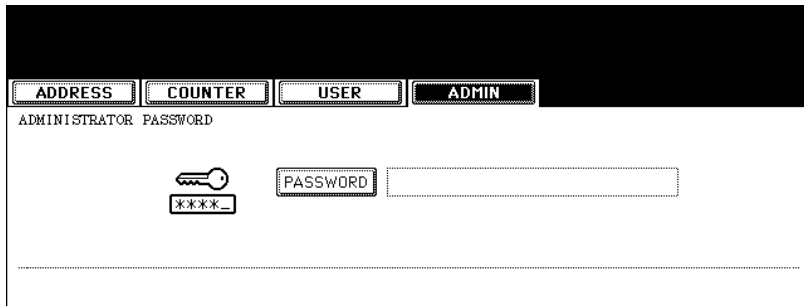 ADDRESS COUNTER USER ADMIN
ADMINISTRATOR PASSWORD
PASSWORD
****_